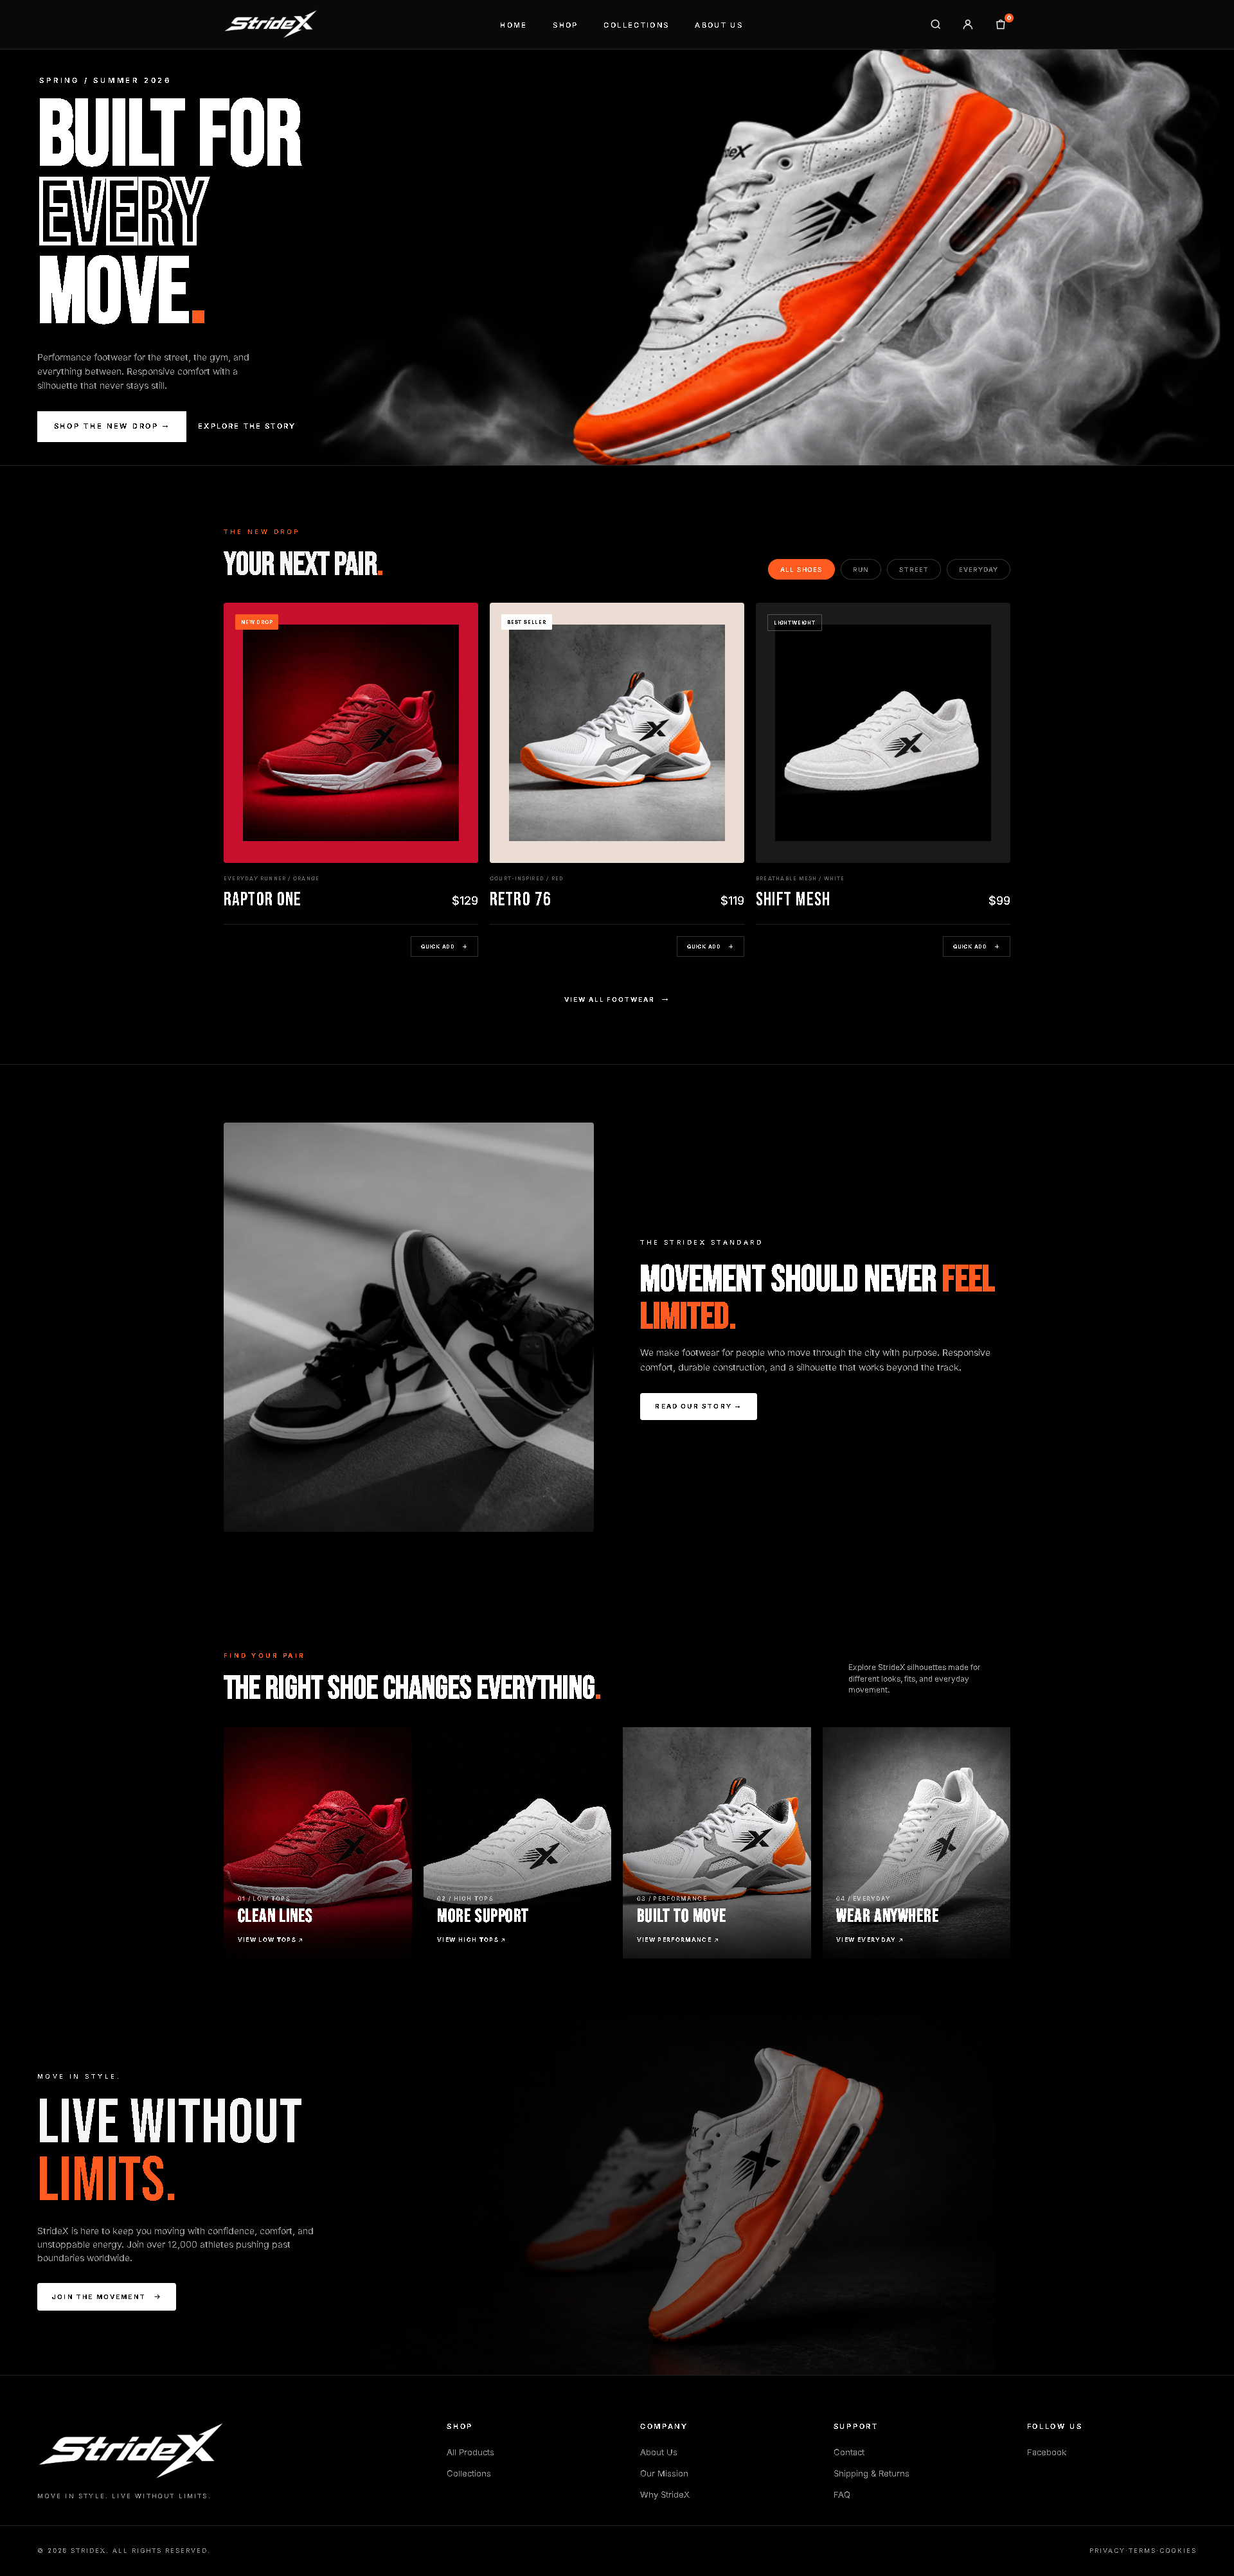 StrideX
HOME SHOP COLLECTIONS ABOUT US
0
SPRING / SUMMER 2026
BUILT FOR
EVERY
MOVE.
Performance footwear for the street, the gym, and
everything between. Responsive comfort with a
silhouette that never stays still.
SHOP THE NEW DROP → EXPLORE THE STORY
THE NEW DROP
YOUR NEXT PAIR.
ALL SHOES RUN STREET EVERYDAY
NEW DROP
BEST SELLER
LIGHTWEIGHT
EVERYDAY RUNNER / ORANGE
RAPTOR ONE $129
QUICK ADD +
COURT-INSPIRED / RED
RETRO 76 $119
QUICK ADD +
BREATHABLE MESH / WHITE
SHIFT MESH $99
QUICK ADD +
VIEW ALL FOOTWEAR →
THE STRIDEX STANDARD
MOVEMENT SHOULD NEVER FEEL
LIMITED.
We make footwear for people who move through the city with purpose. Responsive
comfort, durable construction, and a silhouette that works beyond the track.
READ OUR STORY →
FIND YOUR PAIR
THE RIGHT SHOE CHANGES EVERYTHING.
Explore StrideX silhouettes made for
different looks, fits, and everyday
movement.
01 / LOW TOPS
CLEAN LINES
VIEW LOW TOPS ↗
02 / HIGH TOPS
MORE SUPPORT
VIEW HIGH TOPS ↗
03 / PERFORMANCE
BUILT TO MOVE
VIEW PERFORMANCE ↗
04 / EVERYDAY
WEAR ANYWHERE
VIEW EVERYDAY ↗
MOVE IN STYLE.
LIVE WITHOUT
LIMITS.
StrideX is here to keep you moving with confidence, comfort, and
unstoppable energy. Join over 12,000 athletes pushing past
boundaries worldwide.
JOIN THE MOVEMENT →
StrideX
MOVE IN STYLE. LIVE WITHOUT LIMITS.
SHOP
All Products
Collections
COMPANY
About Us
Our Mission
Why StrideX
SUPPORT
Contact
Shipping & Returns
FAQ
FOLLOW US
Facebook
© 2026 STRIDEX. ALL RIGHTS RESERVED.
PRIVACY·TERMS·COOKIES